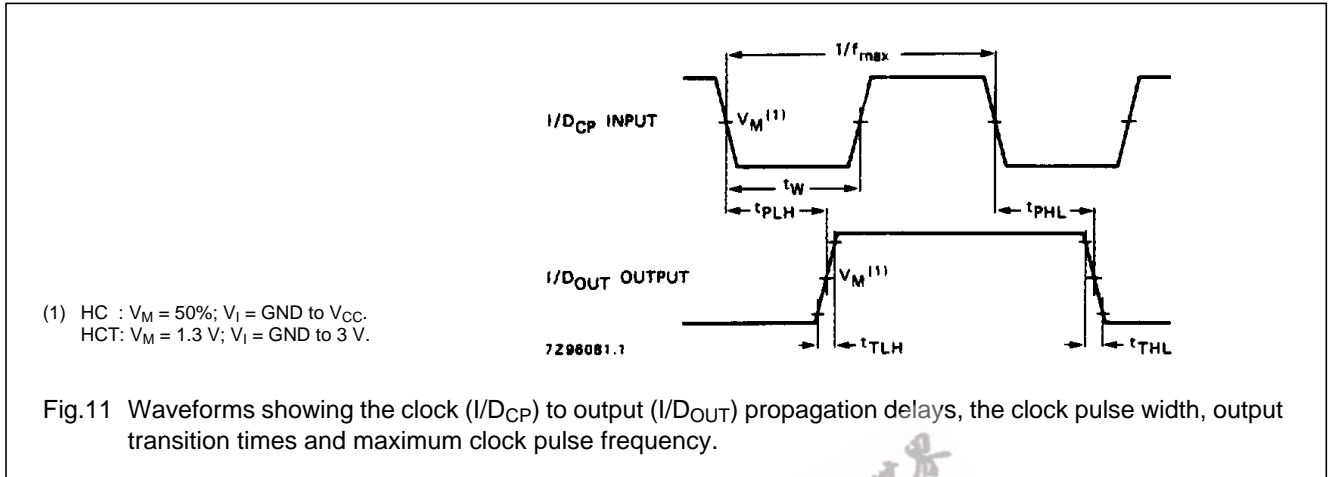 1/fmax
I/DCP INPUT
VM(1)
tW
tPLH
tPHL
I/DOUT OUTPUT
VM(1)
(1) HC : VM = 50%; VI = GND to VCC.
HCT: VM = 1.3 V; VI = GND to 3 V.
7Z96081.1
tTLH
tTHL
Fig.11 Waveforms showing the clock (I/DCP) to output (I/DOUT) propagation delays, the clock pulse width, output
transition times and maximum clock pulse frequency.